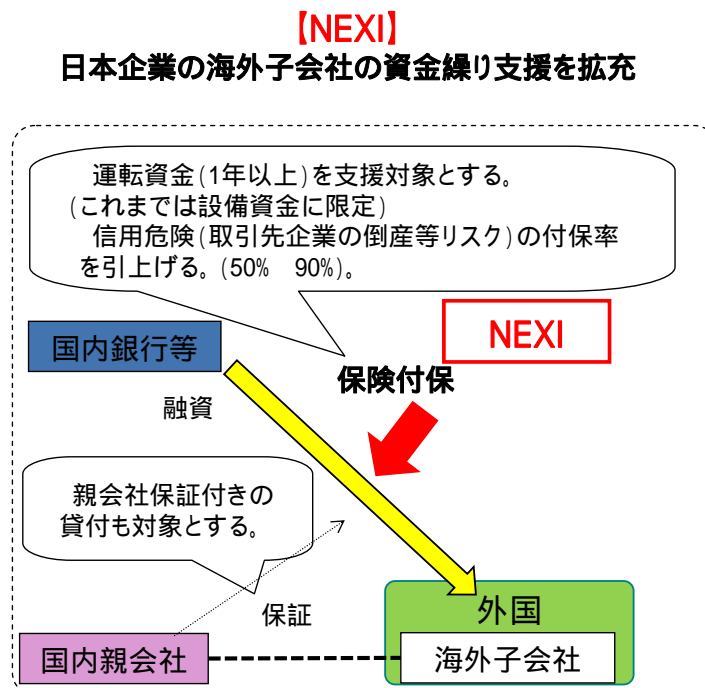 【NEXI】
日本企業の海外子会社の資金繰り支援を拡充
運転資金(1年以上)を支援対象とする。
(これまでは設備資金に限定)
信用危険(取引先企業の倒産等リスク)の付保率
を引上げる。(50%　90%)。
国内銀行等
NEXI
保険付保
融資
親会社保証付きの
貸付も対象とする。
保証
外国
国内親会社
海外子会社